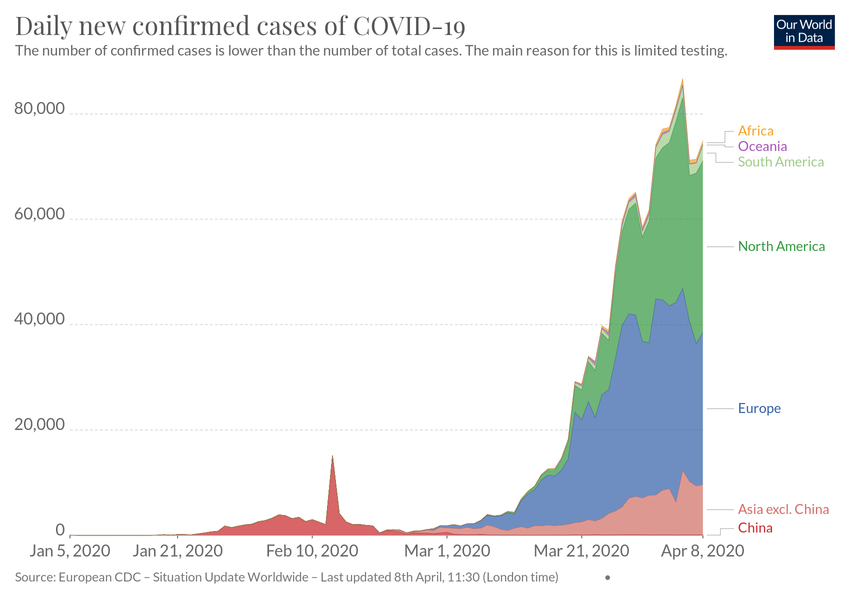 Daily new confirmed cases of COVID-19
The number of confirmed cases is lower than the number of total cases. The main reason for this is limited testing.
Our World
in Data
80,000
60,000
40,000
20,000
0
Africa
Oceania
South America
North America
Europe
Asia excl. China
China
Jan 5, 2020 Jan 21, 2020 Feb 10, 2020 Mar 1, 2020 Mar 21, 2020 Apr 8, 2020
Source: European CDC – Situation Update Worldwide – Last updated 8th April, 11:30 (London time)